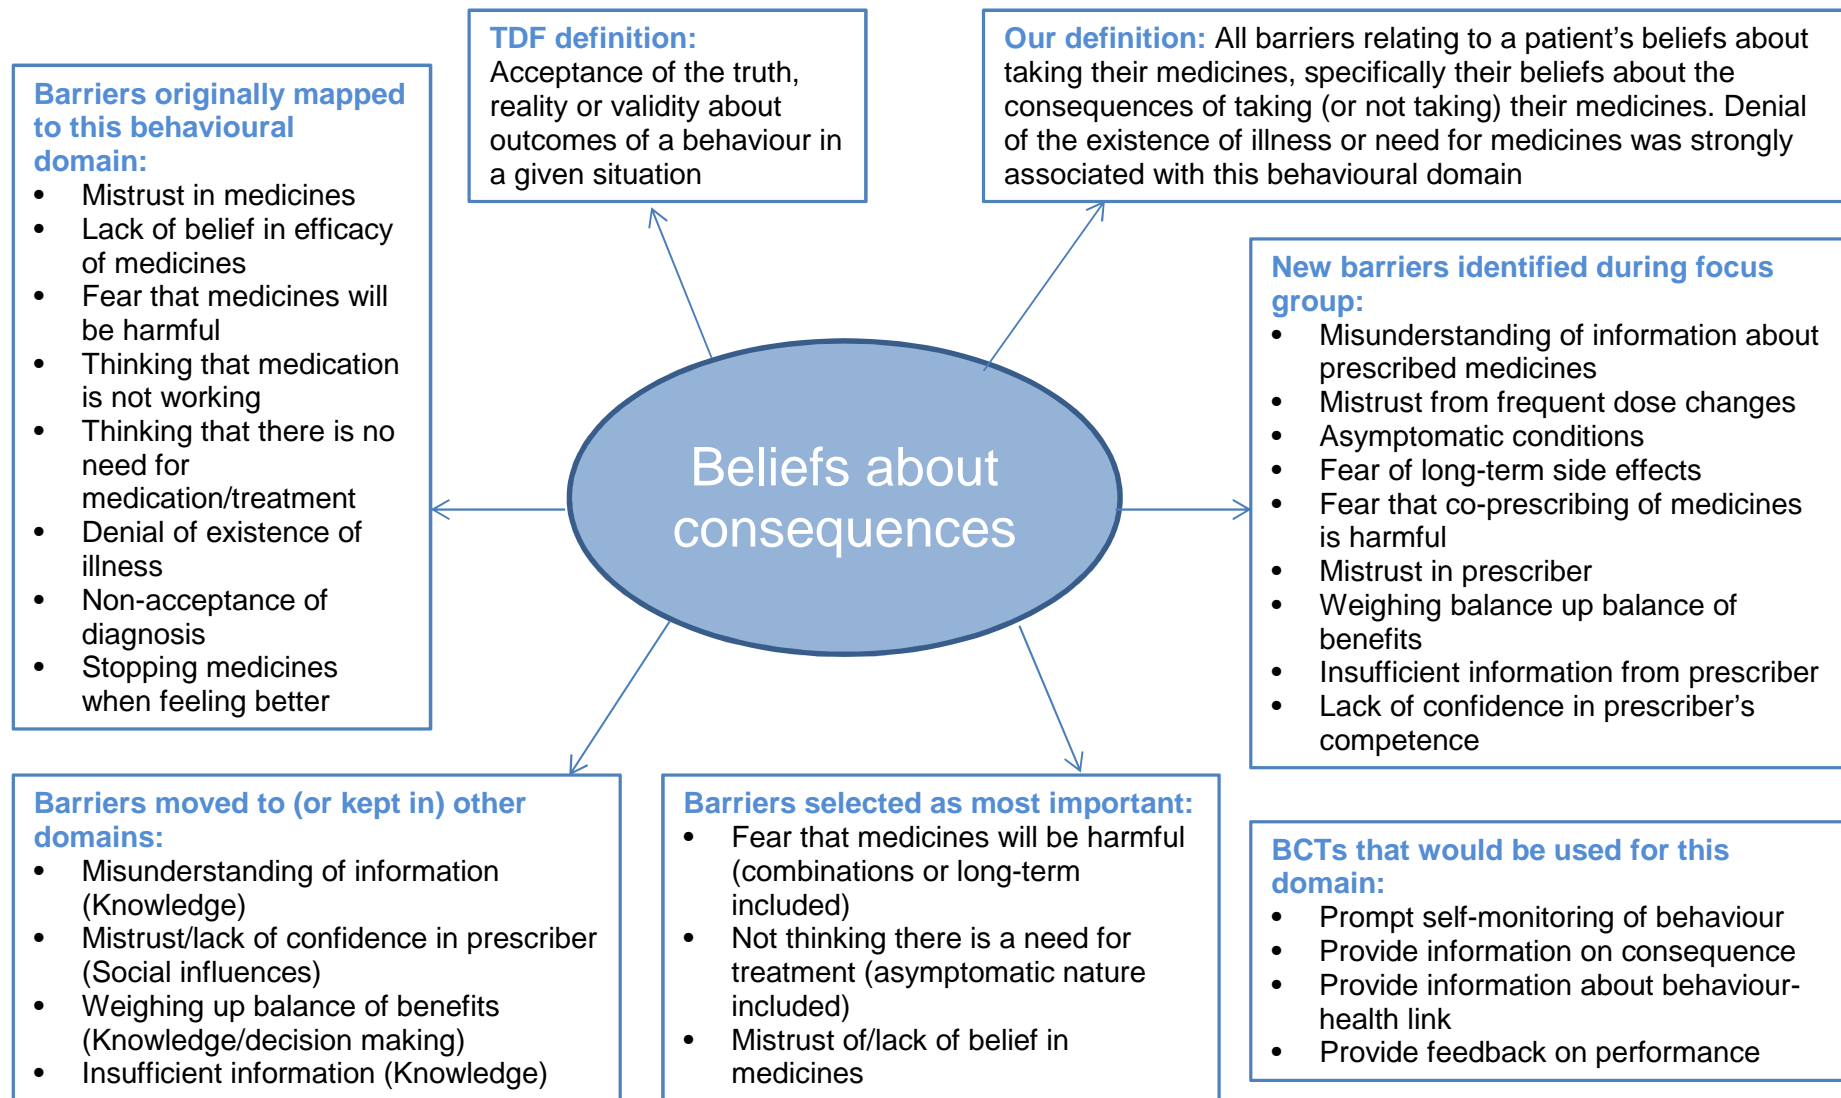 TDF definition:
Acceptance of the truth,
reality or validity about
outcomes of a behaviour in
a given situation
Our definition: All barriers relating to a patient’s beliefs about
taking their medicines, specifically their beliefs about the
consequences of taking (or not taking) their medicines. Denial
of the existence of illness or need for medicines was strongly
associated with this behavioural domain
Barriers originally mapped
to this behavioural
domain:
• Mistrust in medicines
• Lack of belief in efficacy
of medicines
• Fear that medicines will
be harmful
• Thinking that medication
is not working
• Thinking that there is no
need for
medication/treatment
• Denial of existence of
illness
• Non-acceptance of
diagnosis
• Stopping medicines
when feeling better
Beliefs about
consequences
New barriers identified during focus
group:
• Misunderstanding of information about
prescribed medicines
• Mistrust from frequent dose changes
• Asymptomatic conditions
• Fear of long-term side effects
• Fear that co-prescribing of medicines
is harmful
• Mistrust in prescriber
• Weighing balance up balance of
benefits
• Insufficient information from prescriber
• Lack of confidence in prescriber’s
competence
Barriers moved to (or kept in) other
domains:
• Misunderstanding of information
(Knowledge)
• Mistrust/lack of confidence in prescriber
(Social influences)
• Weighing up balance of benefits
(Knowledge/decision making)
• Insufficient information (Knowledge)
Barriers selected as most important:
• Fear that medicines will be harmful
(combinations or long-term
included)
• Not thinking there is a need for
treatment (asymptomatic nature
included)
• Mistrust of/lack of belief in
medicines
BCTs that would be used for this
domain:
• Prompt self-monitoring of behaviour
• Provide information on consequence
• Provide information about behaviour-
health link
• Provide feedback on performance